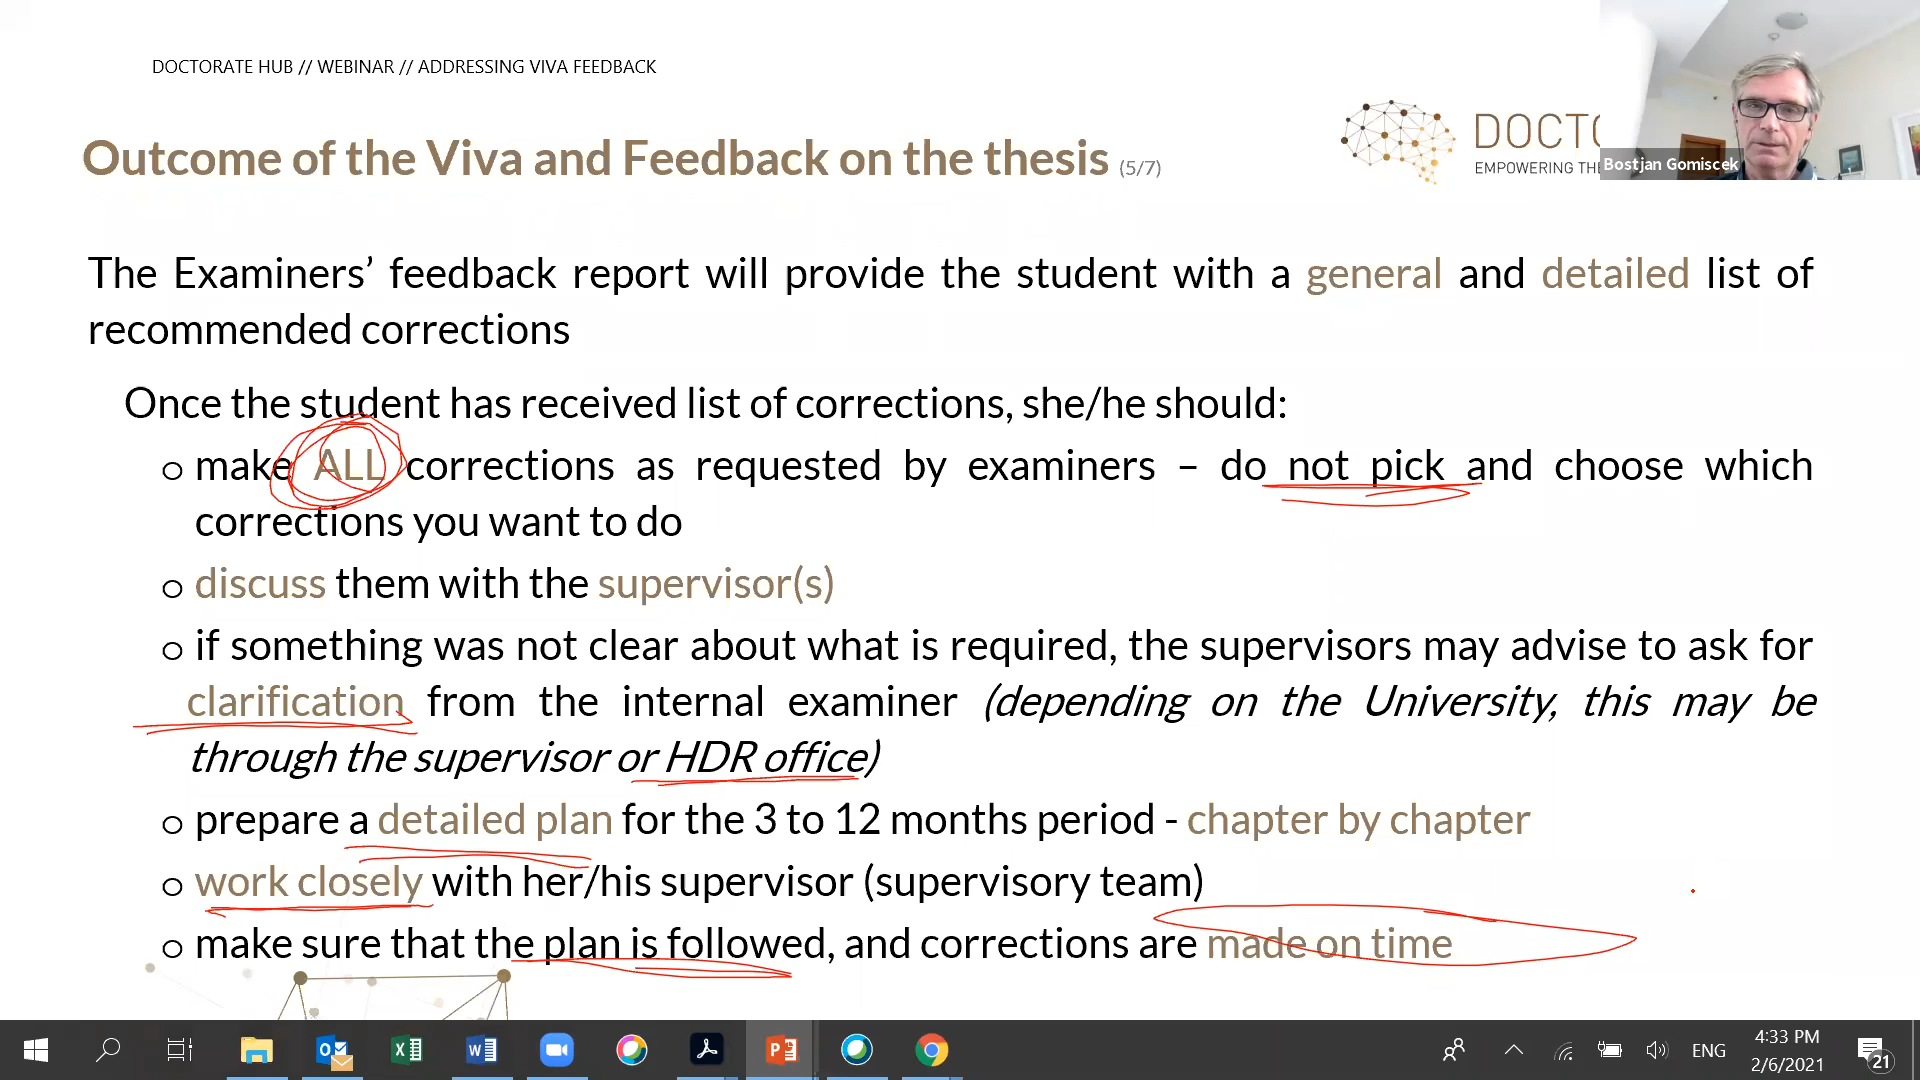 DOCTORATE HUB // WEBINAR // ADDRESSING VIVA FEEDBACK
Outcome of the Viva and Feedback on the thesis (5/7)
DOCTO
EMPOWERING THE
Bostjan Gomiscek
The Examiners’ feedback report will provide the student with a general and detailed list of
recommended corrections
Once the student has received list of corrections, she/he should:
o make ALL corrections as requested by examiners – do not pick and choose which
corrections you want to do
o discuss them with the supervisor(s)
o if something was not clear about what is required, the supervisors may advise to ask for
clarification from the internal examiner (depending on the University, this may be
through the supervisor or HDR office)
o prepare a detailed plan for the 3 to 12 months period - chapter by chapter
o work closely with her/his supervisor (supervisory team)
o make sure that the plan is followed, and corrections are made on time
ENG
4:33 PM
2/6/2021
21